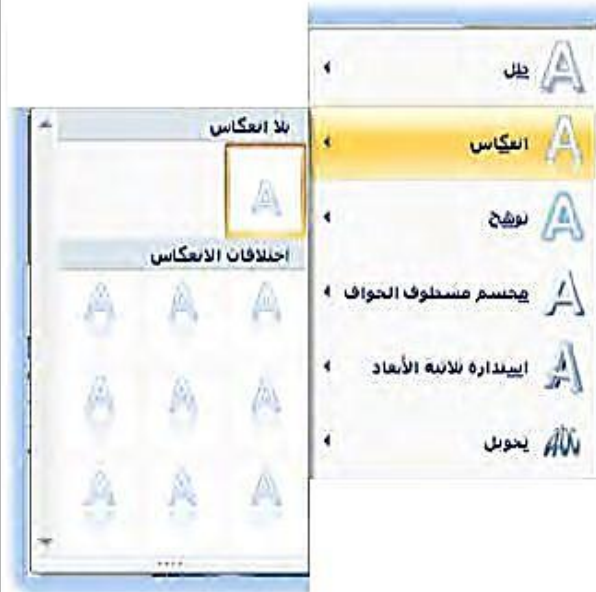 ظل
انعكاس
توهج
مجسم مشطوف الحواف
استدارة ثلاثية الأبعاد
تحويل
بلا انعكاس
اختلافات الانعكاس